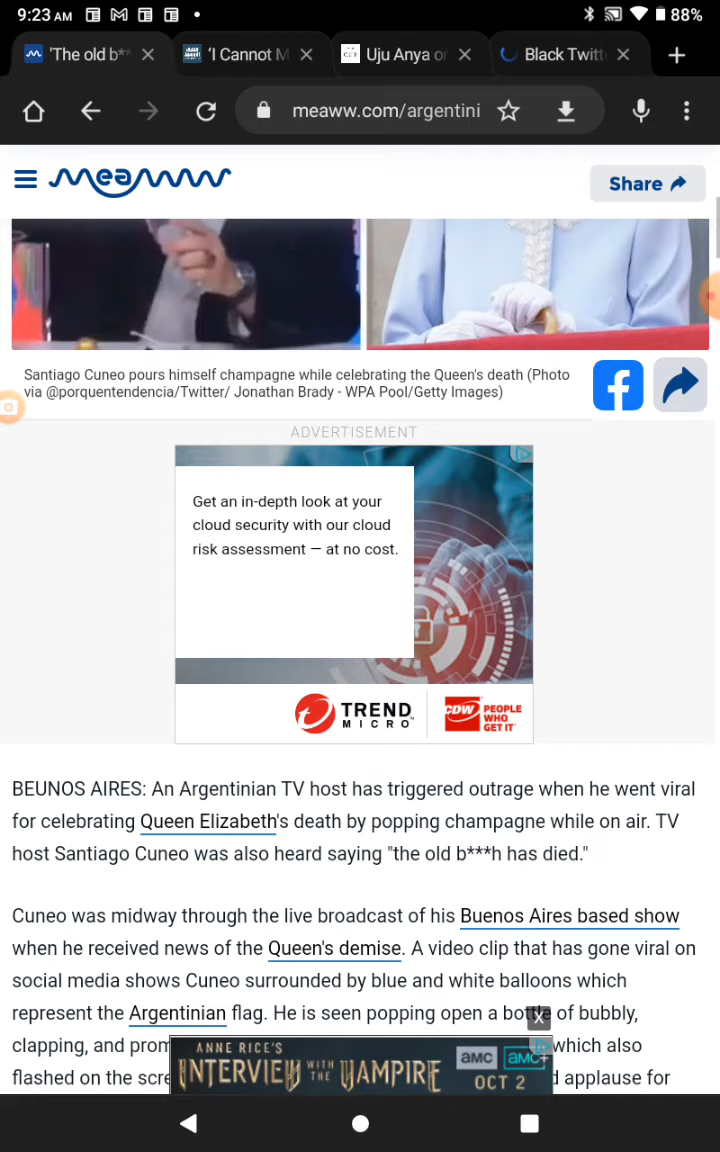 9:23 AM
88%
'The old b**
'I Cannot M
Uju Anya or
Black Twitt
meaww.com/argentini
meaww
Share
Santiago Cuneo pours himself champagne while celebrating the Queen's death (Photo
via @porquentendencia/Twitter/ Jonathan Brady - WPA Pool/Getty Images)
ADVERTISEMENT
Get an in-depth look at your
cloud security with our cloud
risk assessment — at no cost.
TREND
MICRO
CDW
PEOPLE
WHO
GET IT
BEUNOS AIRES: An Argentinian TV host has triggered outrage when he went viral
for celebrating Queen Elizabeth's death by popping champagne while on air. TV
host Santiago Cuneo was also heard saying "the old b***h has died."
Cuneo was midway through the live broadcast of his Buenos Aires based show
when he received news of the Queen's demise. A video clip that has gone viral on
social media shows Cuneo surrounded by blue and white balloons which
represent the Argentinian flag. He is seen popping open a bottle of bubbly,
clapping, and prom
which also
flashed on the scre
d applause for
X
ANNE RICE'S
INTERVIEW WITH THE VAMPIRE
amc
amc+
OCT 2